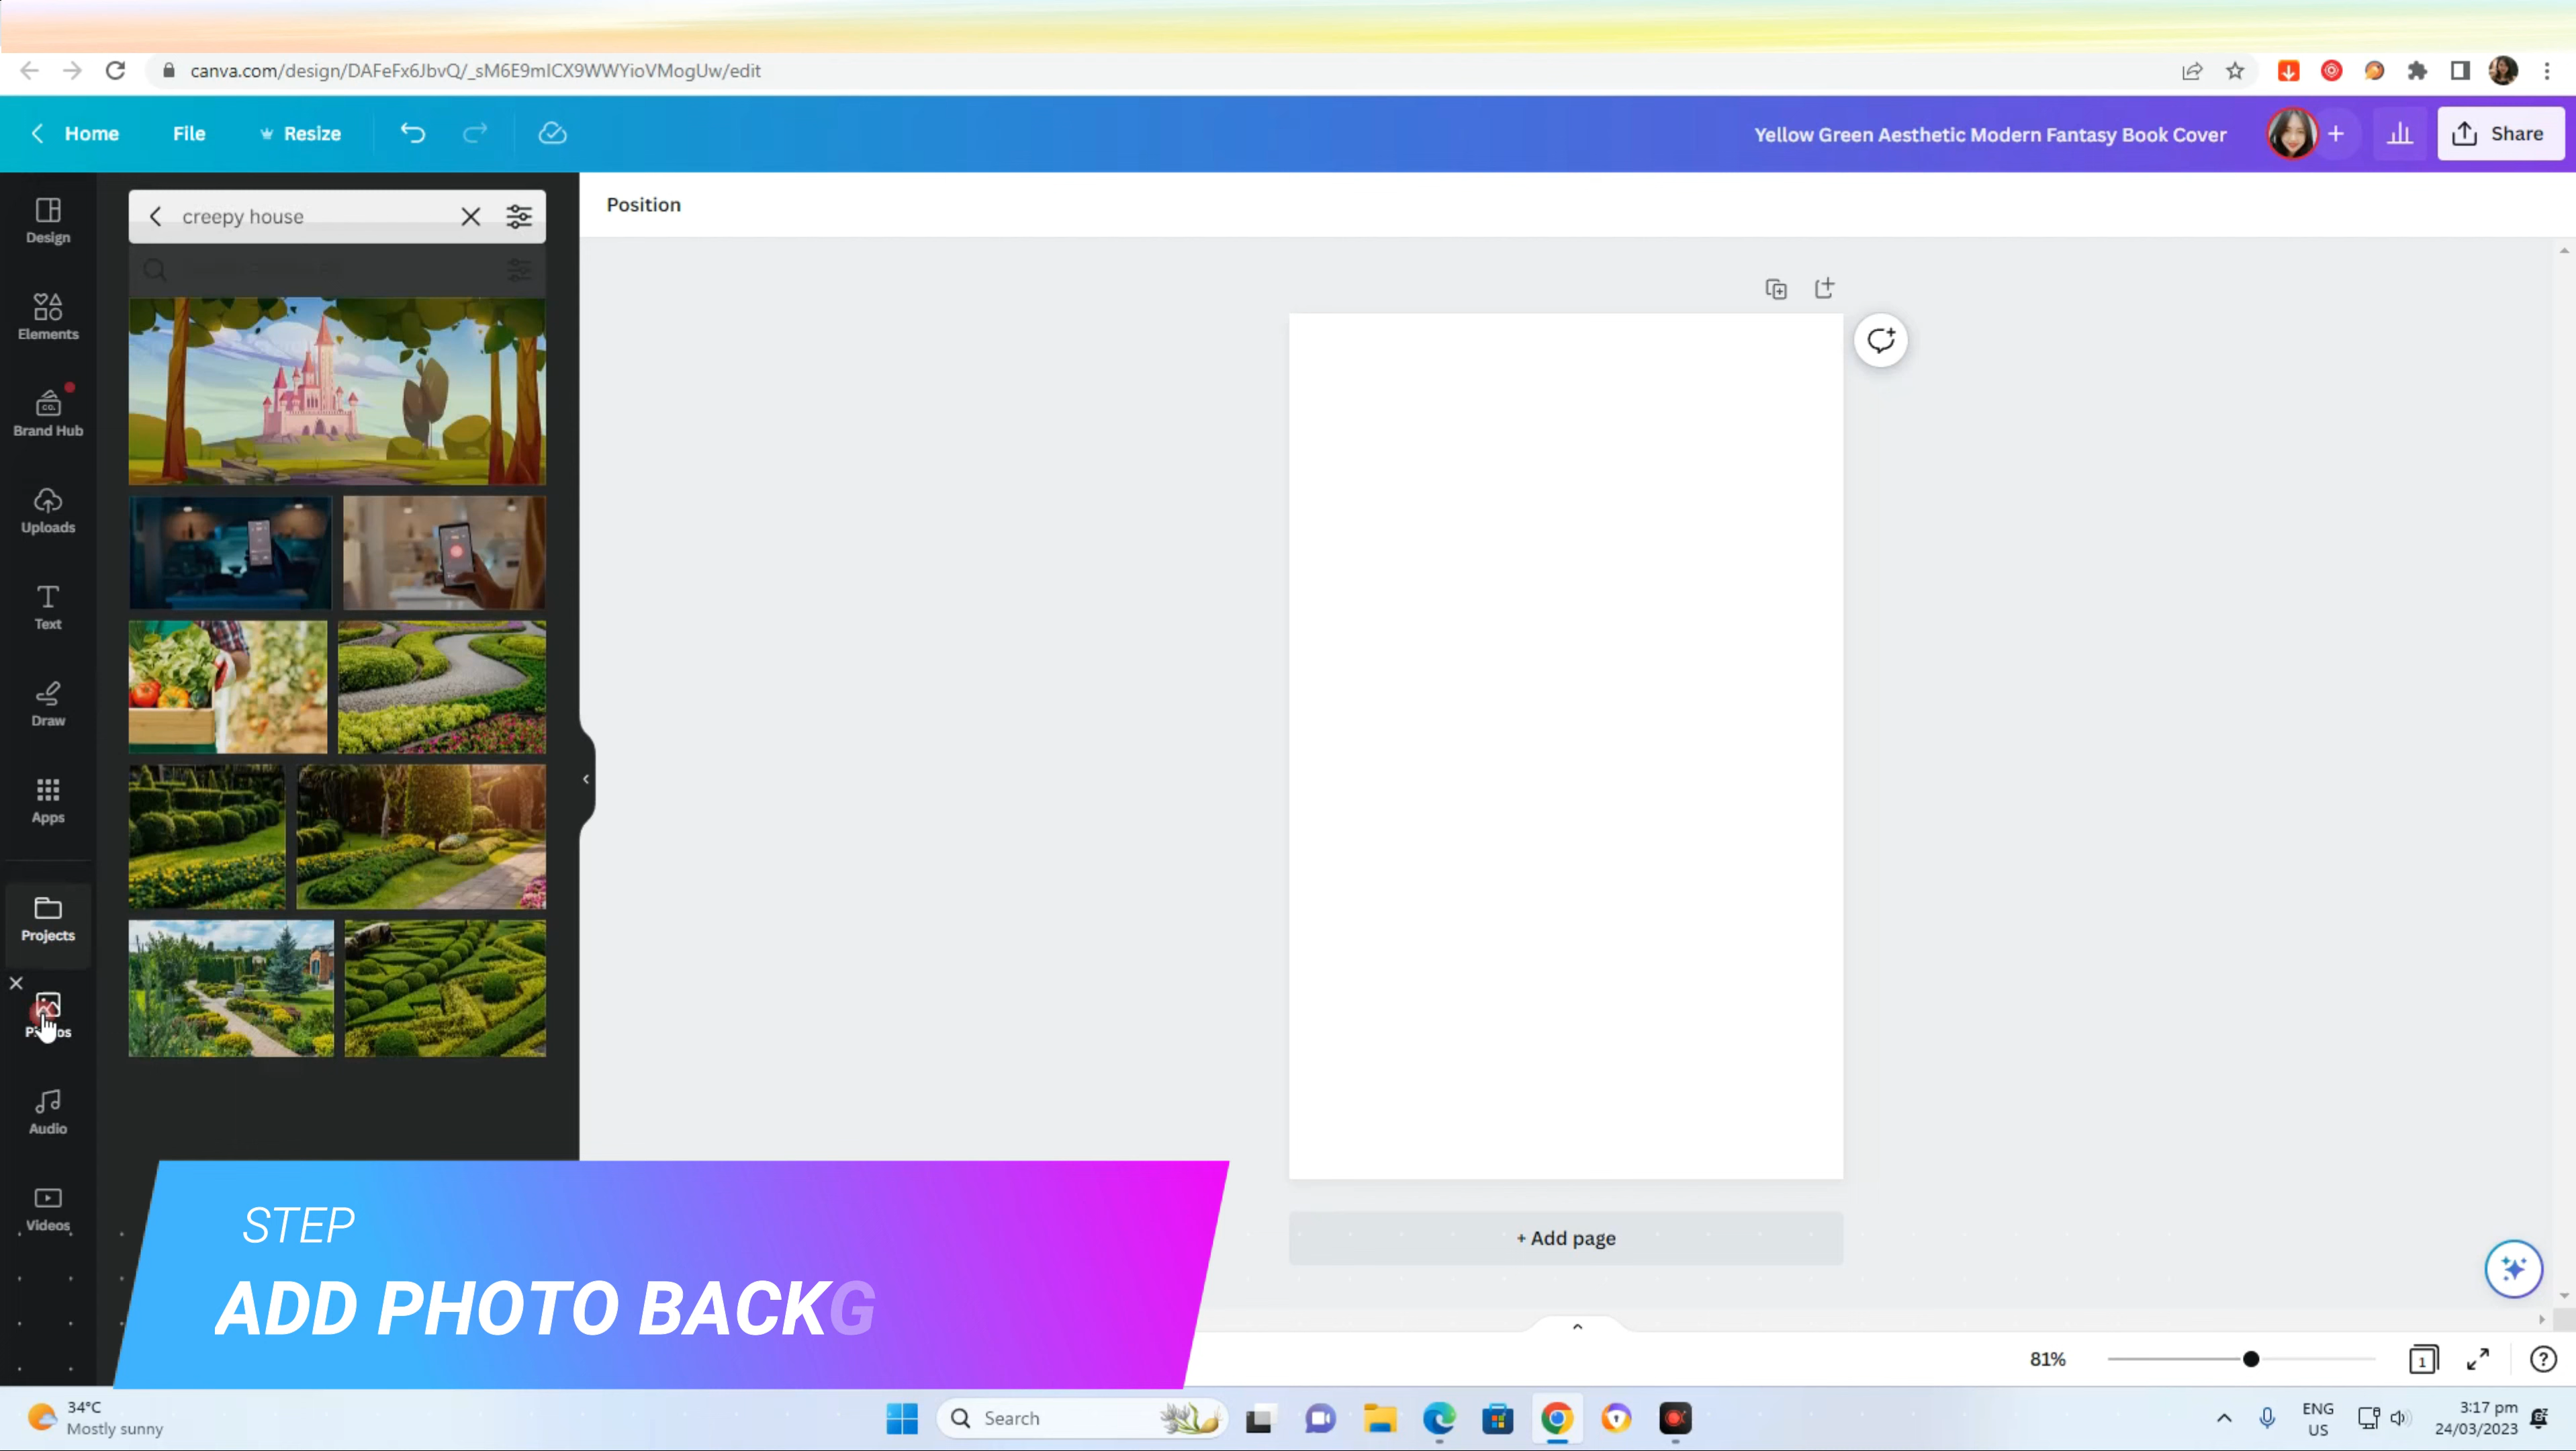 canva.com/design/DAFeFx6JbvQ/_sM6E9mICX9WWYioVMogUw/edit
Home
File
Resize
Yellow Green Aesthetic Modern Fantasy Book Cover
Share
Design
Elements
CO.
Brand Hub
Uploads
Text
Draw
Apps
Projects
Audio
Videos
creepy house
Position
+ Add page
STEP
ADD PHOTO BACKG
81%
1
34°C
Mostly sunny
Search
ENG
US
3:17 pm
24/03/2023